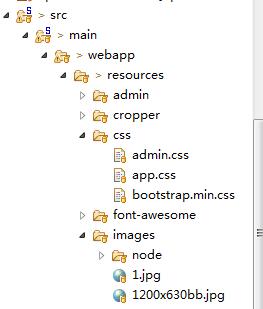 > src
> main
> webapp
> resources
> admin
> cropper
> css
admin.css
app.css
bootstrap.min.css
> font-awesome
> images
> node
1.jpg
1200x630bb.jpg